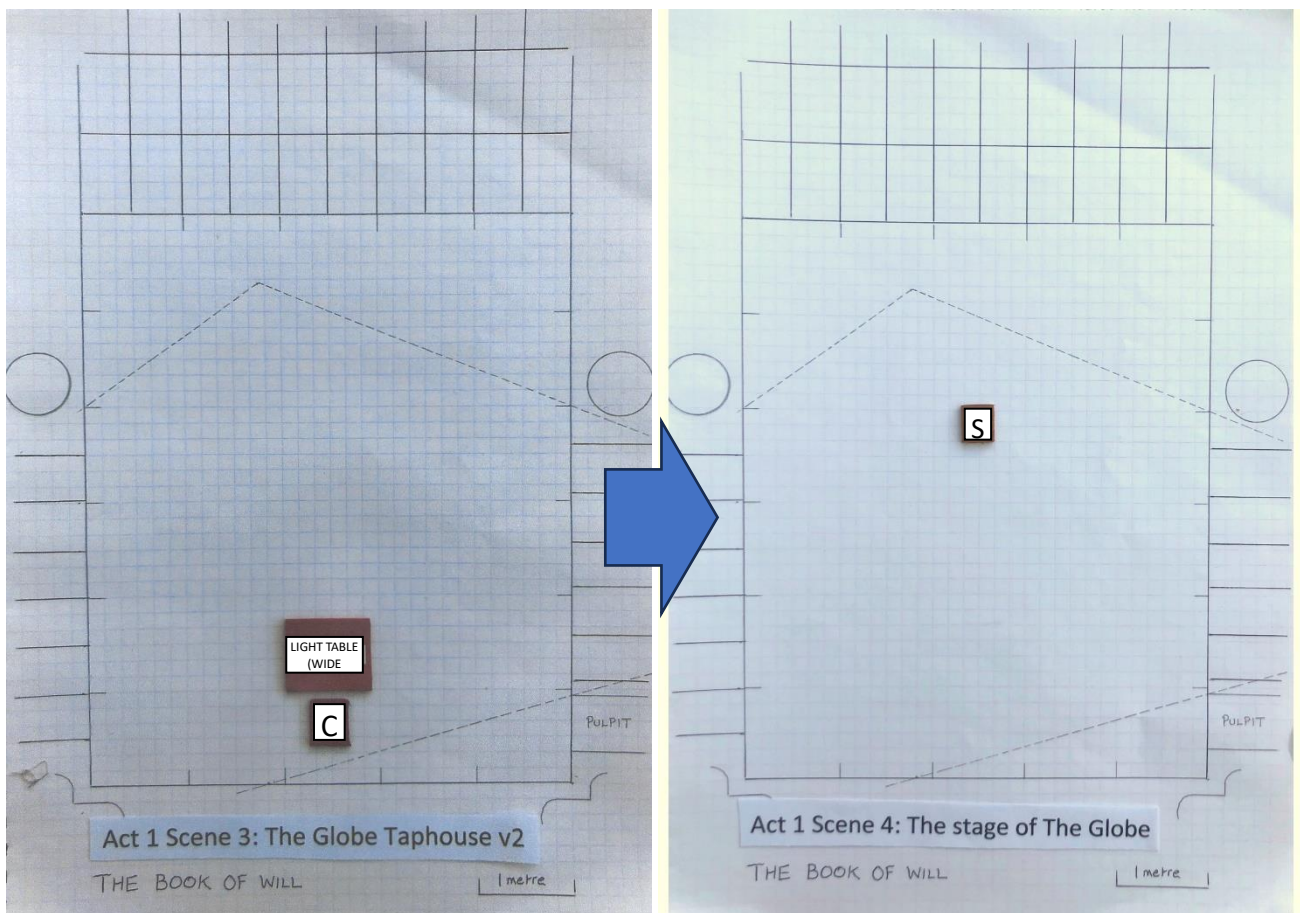 LIGHT TABLE
(WIDE
C
PULPIT
Act 1 Scene 3: The Globe Taphouse v2
THE BOOK OF WILL
1 metre
S
PULPIT
Act 1 Scene 4: The stage of The Globe
THE BOOK OF WILL
1 metre